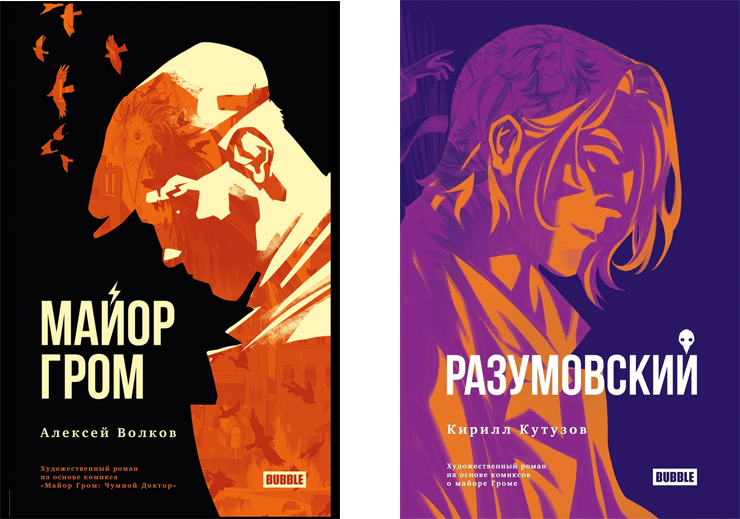 МАЙОР
ГРОМ
Алексей Волков
Художественный роман
на основе комикса
«Майор Гром: Чумной Доктор»
BUBBLE
РАЗУМОВСКИЙ
Кирилл Кутузов
Художественный роман
на основе комиксов
о майоре Громе
BUBBLE